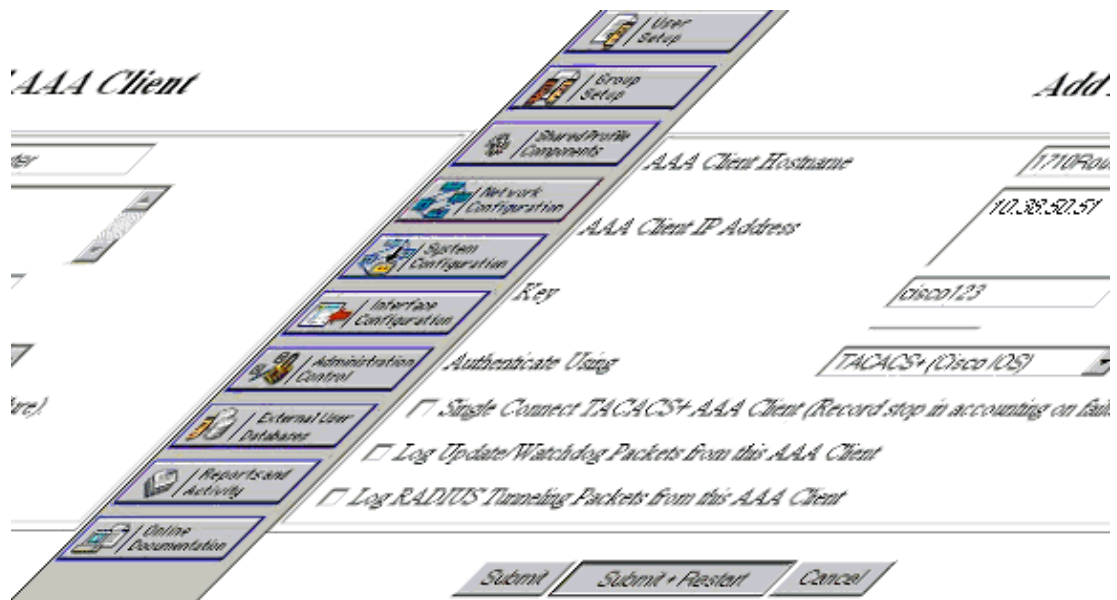 AAA Client
Add
User
Setup
Group
Setup
Shared Profile
Components
Network
Configuration
System
Configuration
Interface
Configuration
Administration
Control
External User
Databases
Reports and
Activity
Online
Documentation
AAA Client Hostname
1710Rou
AAA Client IP Address
10.38.50.51
Key
cisco123
Authenticate Using
TACACS+ (Cisco IOS)
Single Connect TACACS+ AAA Client (Record stop in accounting on fail
Log Update/Watchdog Packets from this AAA Client
Log RADIUS Tunneling Packets from this AAA Client
Submit
Submit + Restart
Cancel